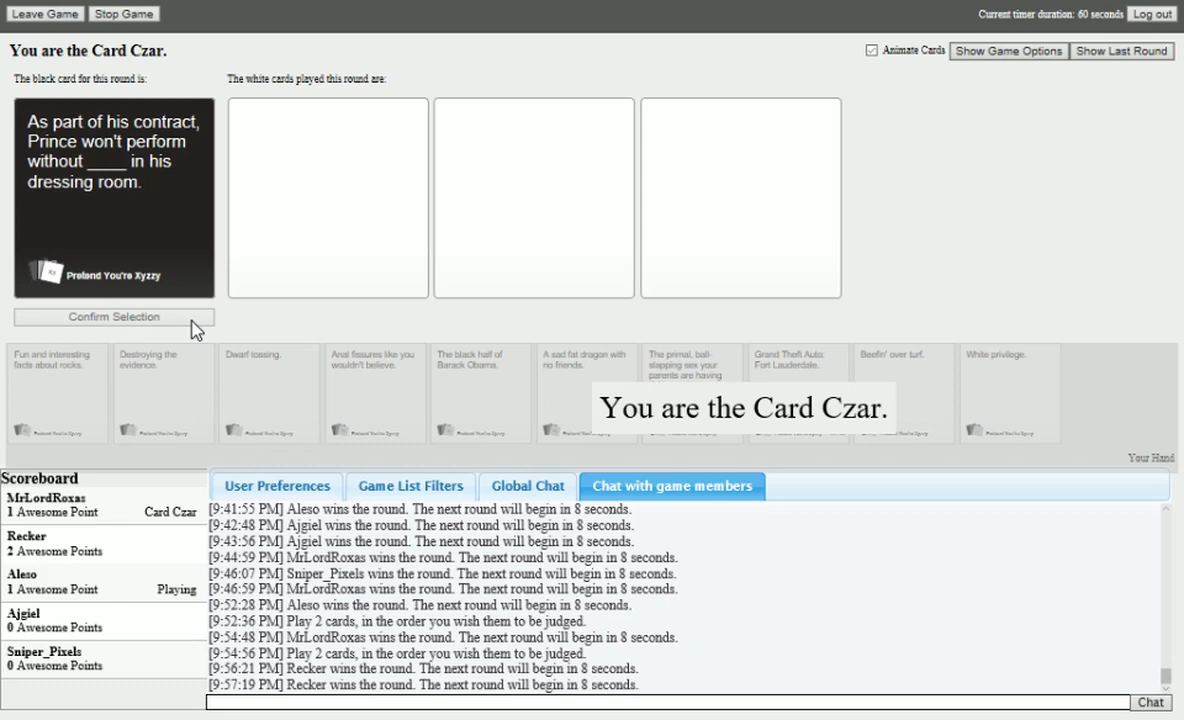 Leave Game
Stop Game
Current timer duration: 60 seconds
Log out
You are the Card Czar.
Animate Cards
Show Game Options
Show Last Round
The black card for this round is:
The white cards played this round are:
As part of his contract,
Prince won't perform
without ____ in his
dressing room.
Pretend You're Xyzzy
Confirm Selection
Fun and interesting
facts about rocks.
Destroying the
evidence.
Dwarf tossing.
Anal fissures like you
wouldn't believe.
The black half of
Barack Obama.
A sad fat dragon with
no friends.
The primal, ball-
slapping sex your
parents are having
Grand Theft Auto:
Fort Lauderdale.
Beefin' over turf.
White privilege.
You are the Card Czar.
Your Hand
Scoreboard
MrLordRoxas
1 Awesome Point Card Czar
Recker
2 Awesome Points
Aleso
1 Awesome Point Playing
Ajgiel
0 Awesome Points
Sniper_Pixels
0 Awesome Points
User Preferences
Game List Filters
Global Chat
Chat with game members
[9:41:55 PM] Aleso wins the round. The next round will begin in 8 seconds.
[9:42:48 PM] Ajgiel wins the round. The next round will begin in 8 seconds.
[9:43:56 PM] Ajgiel wins the round. The next round will begin in 8 seconds.
[9:44:59 PM] MrLordRoxas wins the round. The next round will begin in 8 seconds.
[9:46:07 PM] Sniper_Pixels wins the round. The next round will begin in 8 seconds.
[9:46:59 PM] MrLordRoxas wins the round. The next round will begin in 8 seconds.
[9:52:28 PM] Aleso wins the round. The next round will begin in 8 seconds.
[9:52:36 PM] Play 2 cards, in the order you wish them to be judged.
[9:54:48 PM] MrLordRoxas wins the round. The next round will begin in 8 seconds.
[9:54:56 PM] Play 2 cards, in the order you wish them to be judged.
[9:56:21 PM] Recker wins the round. The next round will begin in 8 seconds.
[9:57:19 PM] Recker wins the round. The next round will begin in 8 seconds.
Chat